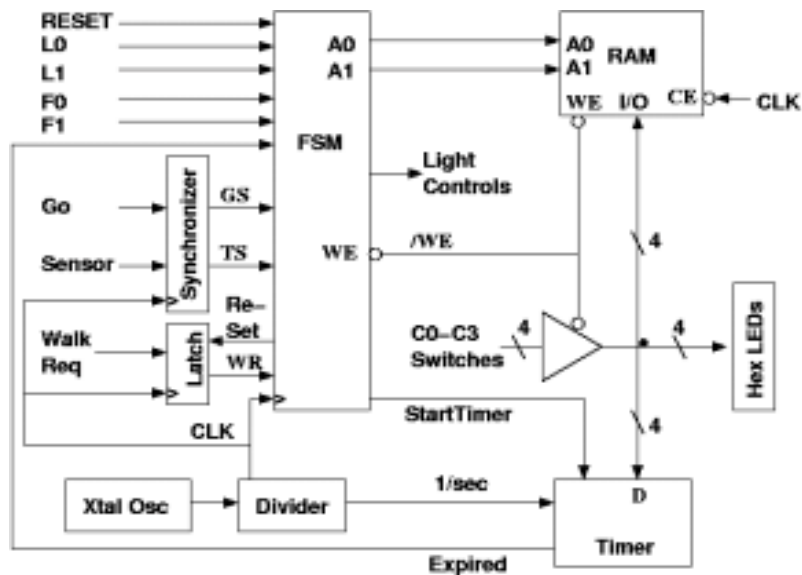 RESET
L0
L1
F0
F1
A0
A1
FSM
A0
A1
RAM
WE
I/O
CE
CLK
Light
Controls
Go
Synchronizer
GS
Sensor
TS
WE
/WE
4
Re-
Set
Walk
Req
Latch
WR
C0-C3
Switches
4
4
Hex LEDs
CLK
StartTimer
4
Xtal Osc
Divider
1/sec
D
Timer
Expired